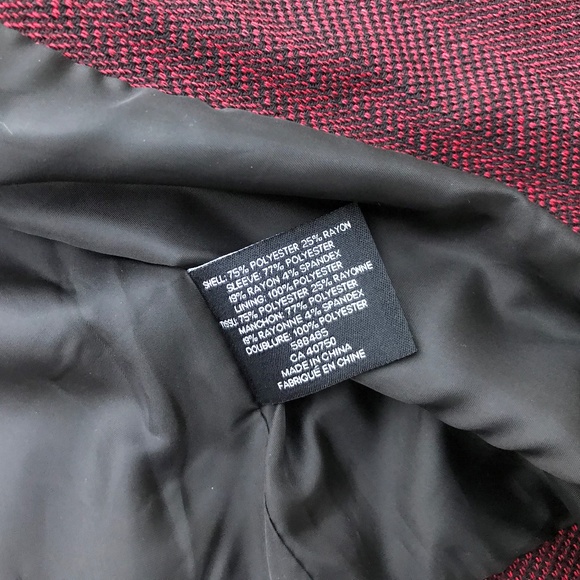 SHELL: 75% POLYESTER 25% RAYON
SLEEVE: 77% POLYESTER
19% RAYON 4% SPANDEX
LINING: 100% POLYESTER
TISSU: 75% POLYESTER 25% RAYONNE
MANCHON: 77% POLYESTER
19% RAYONNE 4% SPANDEX
DOUBLURE: 100% POLYESTER
588465
CA 40750
MADE IN CHINA
FABRIQUÉ EN CHINE